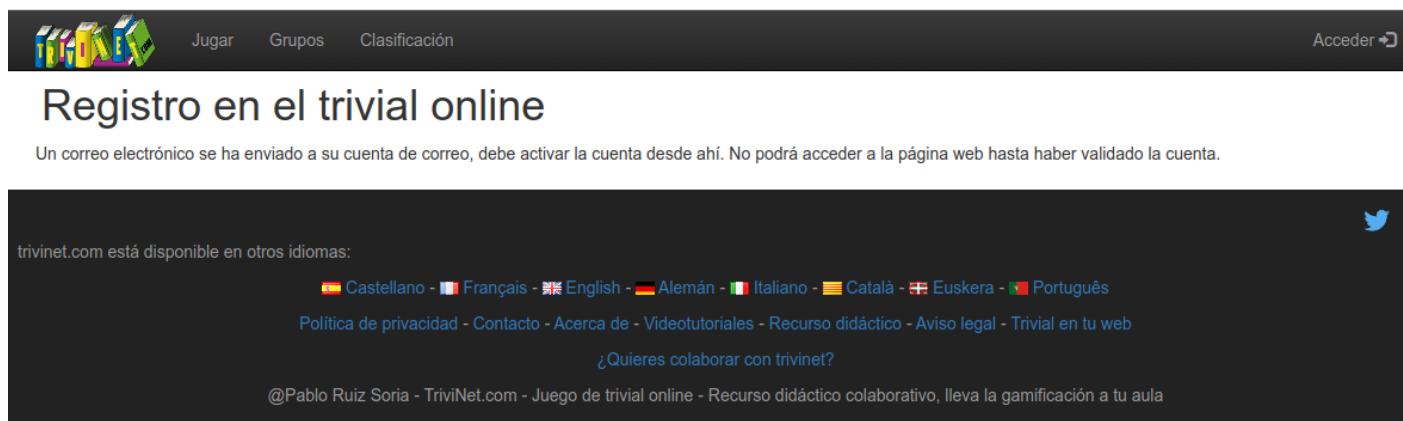 TRIVINET.COM
Jugar Grupos Clasificación Acceder
Registro en el trivial online
Un correo electrónico se ha enviado a su cuenta de correo, debe activar la cuenta desde ahí. No podrá acceder a la página web hasta haber validado la cuenta.
trivinet.com está disponible en otros idiomas:
Castellano - Français - English - Alemán - Italiano - Català - Euskera - Português
Política de privacidad - Contacto - Acerca de - Videotutoriales - Recurso didáctico - Aviso legal - Trivial en tu web
¿Quieres colaborar con trivinet?
@Pablo Ruiz Soria - TriviNet.com - Juego de trivial online - Recurso didáctico colaborativo, lleva la gamificación a tu aula